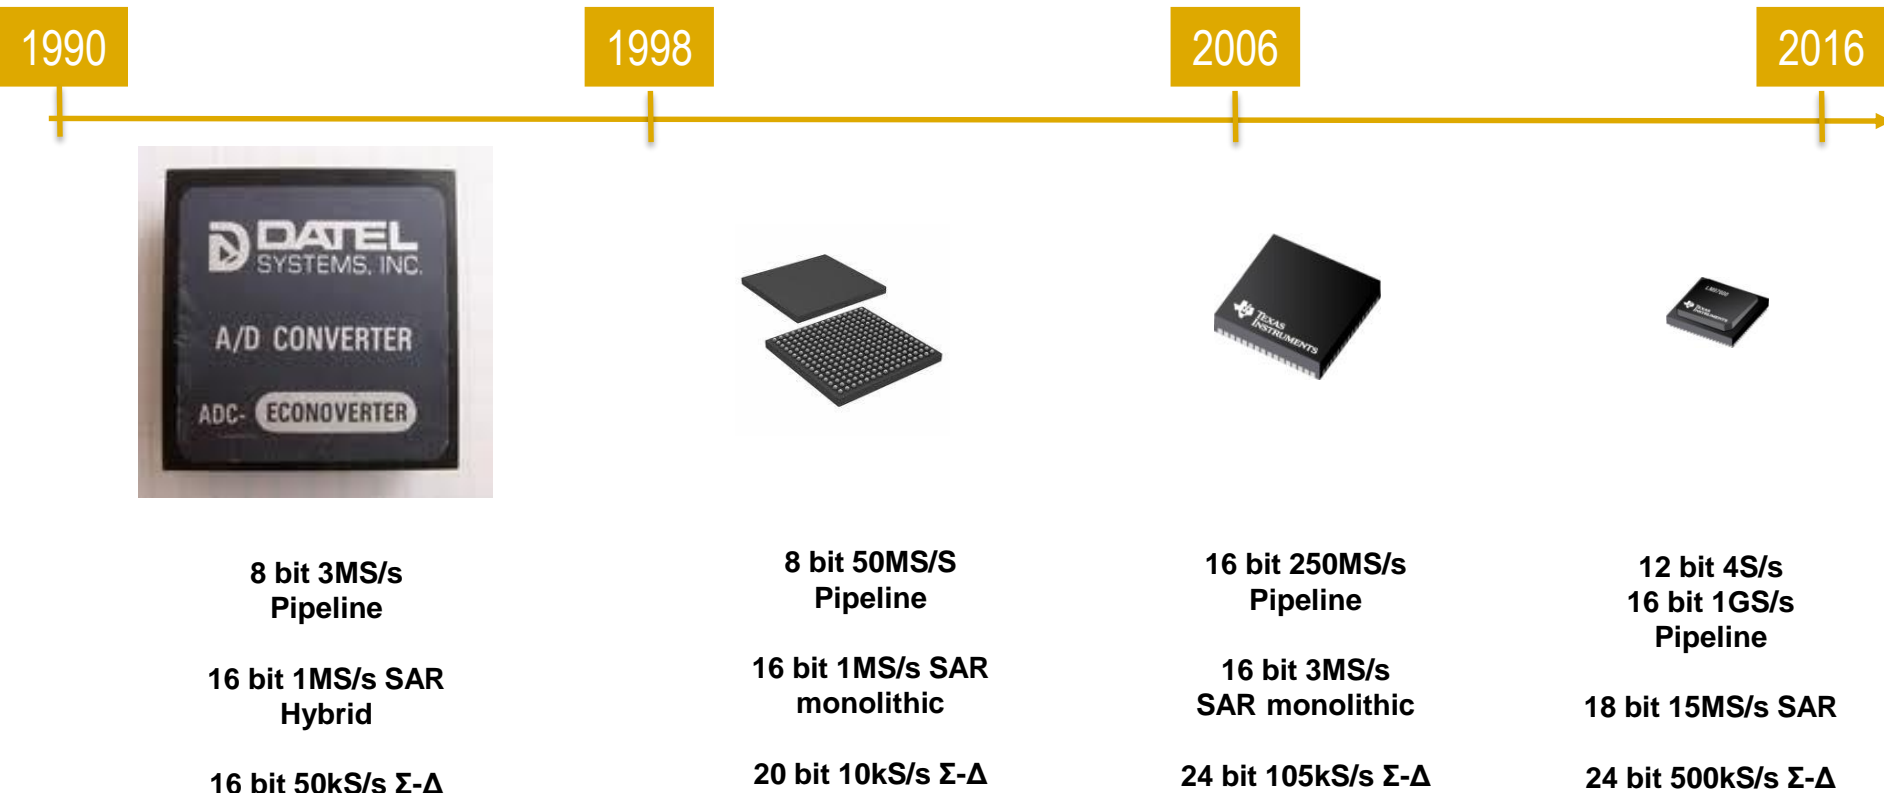 1990
1998
2006
2016
DATEL
SYSTEMS, INC.
A/D CONVERTER
ADC- ECONOVERTER
TEXAS
INSTRUMENTS
TEXAS
INSTRUMENTS
8 bit 3MS/s
Pipeline
16 bit 1MS/s SAR
Hybrid
16 bit 50kS/s Σ-Δ
8 bit 50MS/S
Pipeline
16 bit 1MS/s SAR
monolithic
20 bit 10kS/s Σ-Δ
16 bit 250MS/s
Pipeline
16 bit 3MS/s
SAR monolithic
24 bit 105kS/s Σ-Δ
12 bit 4S/s
16 bit 1GS/s
Pipeline
18 bit 15MS/s SAR
24 bit 500kS/s Σ-Δ